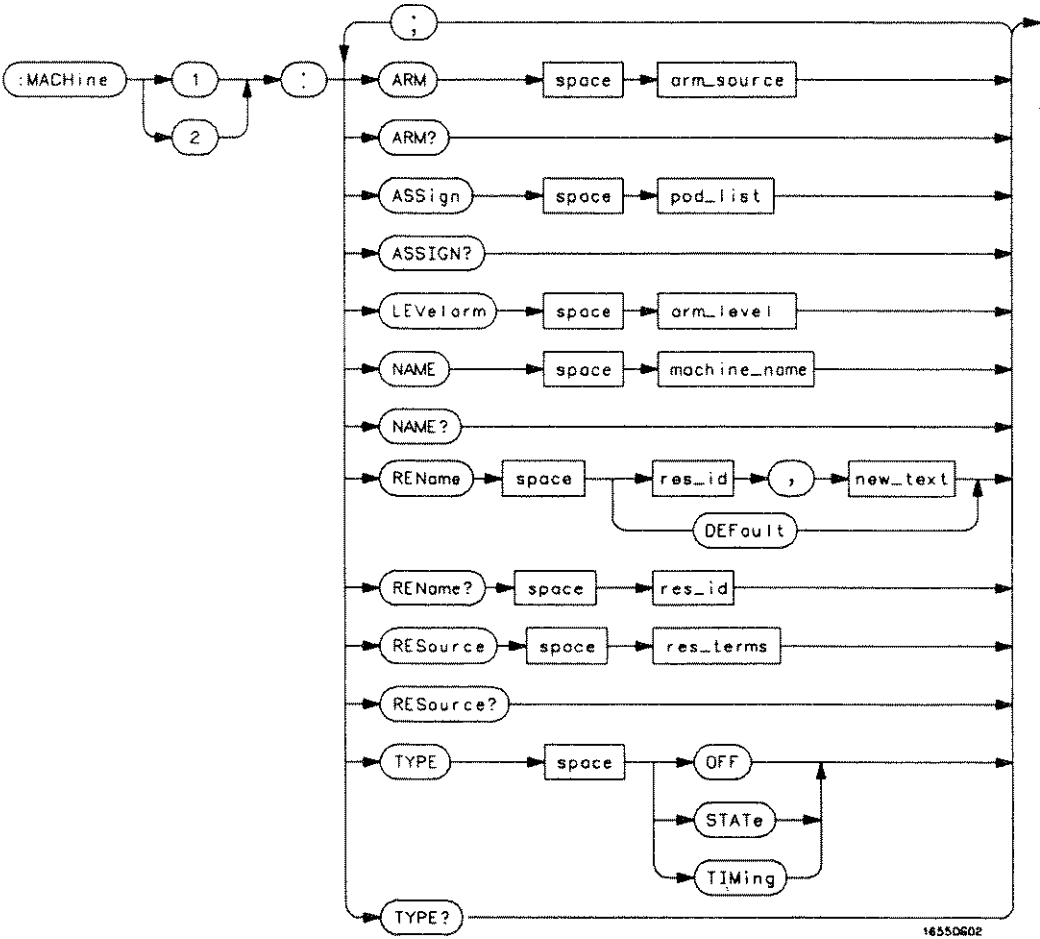 ;
:MACHine 1 : ARM space arm_source
2 ARM?
ASSign space pod_list
ASSIGN?
LEVelarm space arm_level
NAME space machine_name
NAME?
REName space res_id , new_text
DEFault
REName? space res_id
RESource space res_terms
RESource?
TYPE space OFF
STATe
TIMing
TYPE?
16550G02